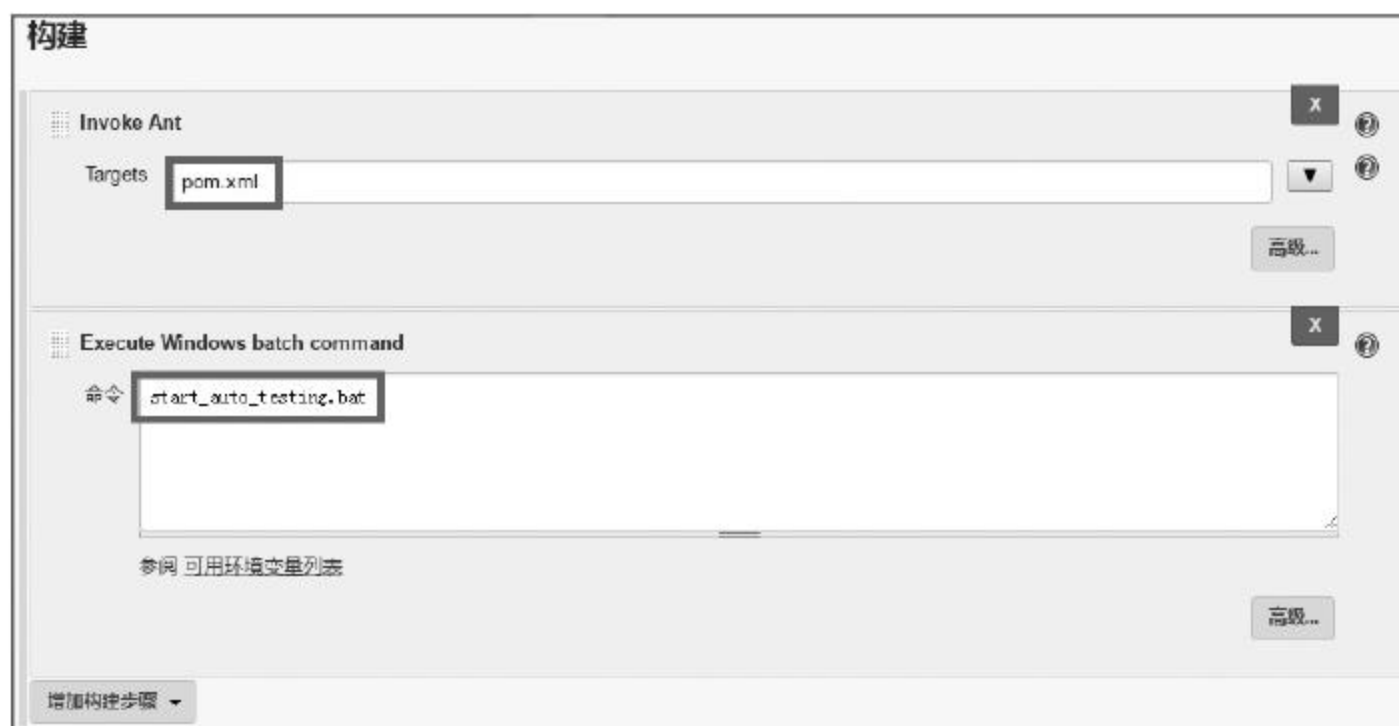 构建
Invoke Ant
X
Targets
pom.xml
高级...
Execute Windows batch command
X
命令
start_auto_testing.bat
参阅 可用环境变量列表
高级...
增加构建步骤